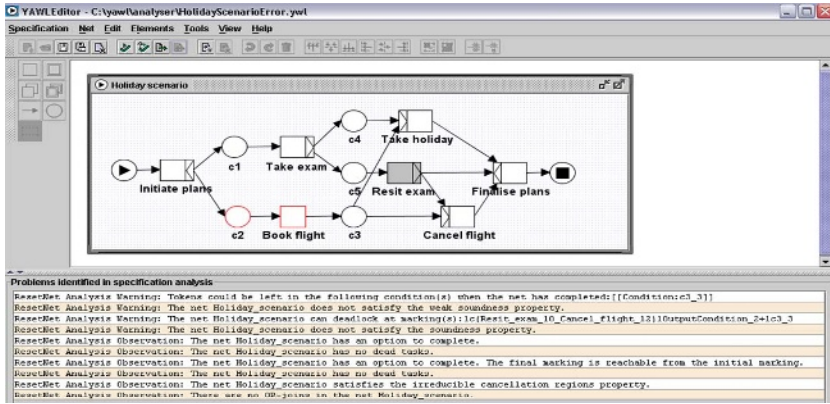 YAWLEditor - C:\yawl\analyser\HolidayScenarioError.ywl
Specification Net Edit Elements Tools View Help
Holiday scenario
c4
Take holiday
c1
Take exam
Initiate plans
c5
Resit exam
Finalise plans
c2
Book flight
c3
Cancel flight
Problems identified in specification analysis
ResetNet Analysis Warning: Tokens could be left in the following condition(s) when the net has completed:[[Condition:c3_3]]
ResetNet Analysis Warning: The net Holiday_scenario does not satisfy the weak soundness property.
ResetNet Analysis Warning: The net Holiday_scenario can deadlock at marking(s):1c{Resit_exam_10_Cancel_flight_12}1OutputCondition_2+1c3_3
ResetNet Analysis Warning: The net Holiday_scenario does not satisfy the soundness property.
ResetNet Analysis Observation: The net Holiday_scenario has an option to complete.
ResetNet Analysis Observation: The net Holiday_scenario has no dead tasks.
ResetNet Analysis Observation: The net Holiday_scenario has an option to complete. The final marking is reachable from the initial marking.
ResetNet Analysis Observation: The net Holiday_scenario has no dead tasks.
ResetNet Analysis Observation: The net Holiday_scenario satisfies the irreducible cancellation regions property.
ResetNet Analysis Observation: There are no OR-joins in the net Holiday_scenario.